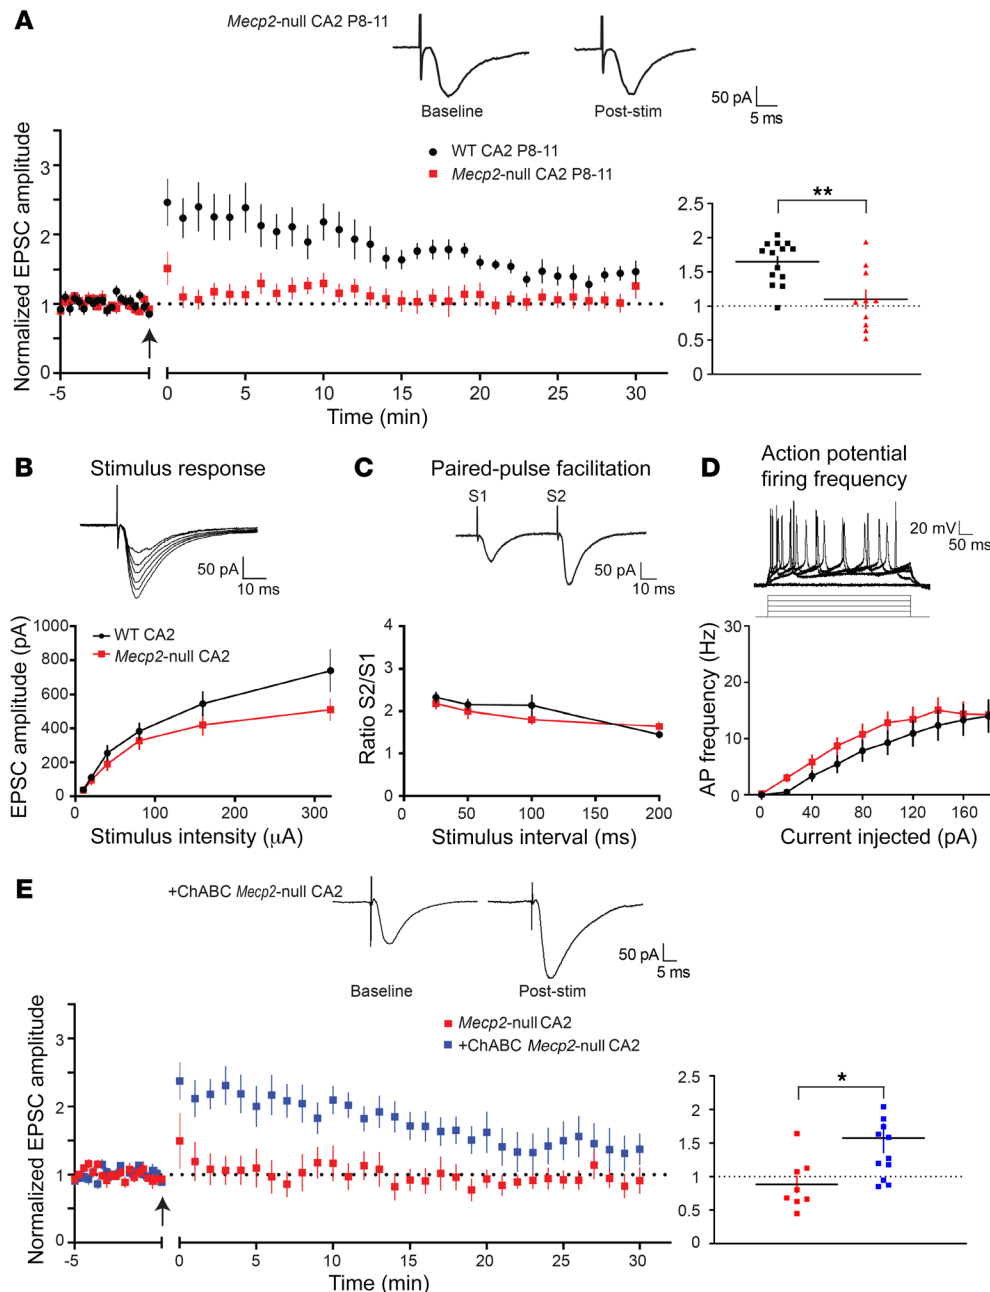 A
Mecp2-null CA2 P8-11
Baseline
Post-stim
50 pA
5 ms
Normalized EPSC amplitude
WT CA2 P8-11
Mecp2-null CA2 P8-11
3
2
1
0
-5
0
5
10
15
20
25
30
Time (min)
**
2.5
2
1.5
1
0.5
0
B
Stimulus response
50 pA
10 ms
EPSC amplitude (pA)
WT CA2
Mecp2-null CA2
1000
800
600
400
200
0
0
100
200
300
Stimulus intensity (µA)
C
Paired-pulse facilitation
S1
S2
50 pA
10 ms
Ratio S2/S1
4
3
2
1
0
0
50
100
150
200
Stimulus interval (ms)
D
Action potential
firing frequency
20 mV
50 ms
AP frequency (Hz)
30
20
10
0
0
40
80
120
160
Current injected (pA)
E
+ChABC Mecp2-null CA2
Baseline
Post-stim
50 pA
5 ms
Normalized EPSC amplitude
Mecp2-null CA2
+ChABC Mecp2-null CA2
3
2
1
0
-5
0
5
10
15
20
25
30
Time (min)
*
2.5
2
1.5
1
0.5
0